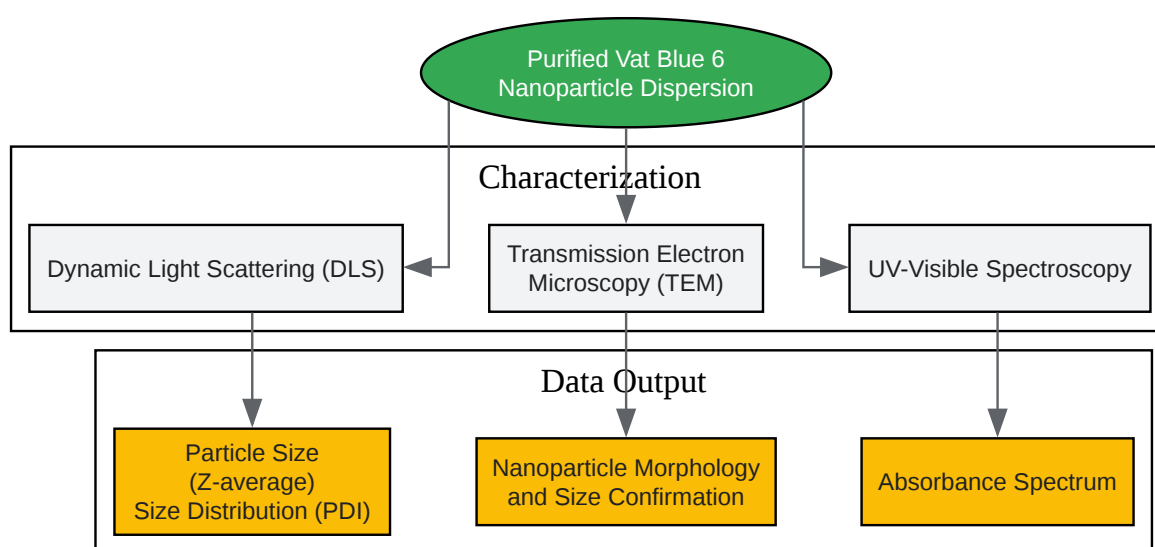 Purified Vat Blue 6
Nanoparticle Dispersion
Characterization
Dynamic Light Scattering (DLS)
Transmission Electron
Microscopy (TEM)
UV-Visible Spectroscopy
Data Output
Particle Size
(Z-average)
Size Distribution (PDI)
Nanoparticle Morphology
and Size Confirmation
Absorbance Spectrum